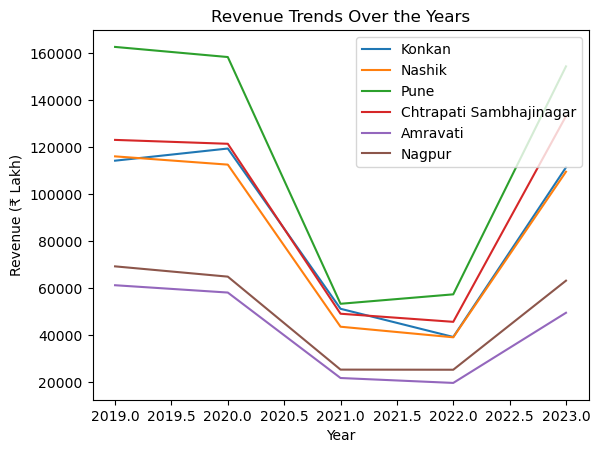 Revenue Trends Over the Years
Revenue (₹ Lakh)
160000
140000
120000
100000
80000
60000
40000
20000
Konkan
Nashik
Pune
Chtrapati Sambhajinagar
Amravati
Nagpur
2019.0 2019.5 2020.0 2020.5 2021.0 2021.5 2022.0 2022.5 2023.0
Year